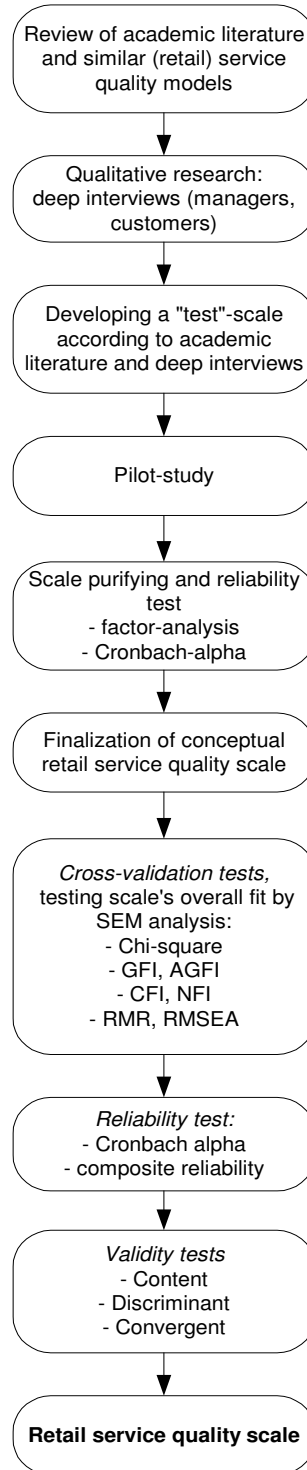 Review of academic literature
and similar (retail) service
quality models
Qualitative research:
deep interviews (managers,
customers)
Developing a "test"-scale
according to academic
literature and deep interviews
Pilot-study
Scale purifying and reliability
test
- factor-analysis
- Cronbach-alpha
Finalization of conceptual
retail service quality scale
Cross-validation tests,
testing scale's overall fit by
SEM analysis:
- Chi-square
- GFI, AGFI
- CFI, NFI
- RMR, RMSEA
Reliability test:
- Cronbach alpha
- composite reliability
Validity tests
- Content
- Discriminant
- Convergent
Retail service quality scale